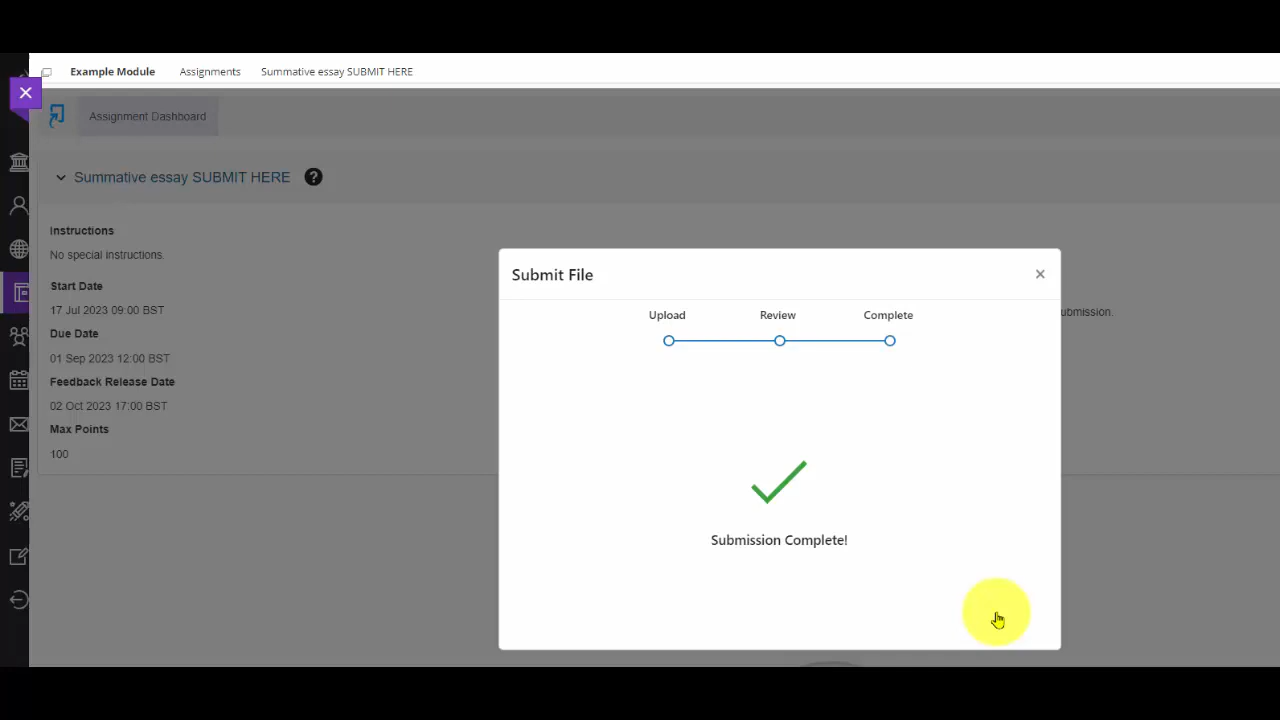 Example Module Assignments Summative essay SUBMIT HERE
Assignment Dashboard
Summative essay SUBMIT HERE ?
Instructions
No special instructions.
Start Date
17 Jul 2023 09:00 BST
Due Date
01 Sep 2023 12:00 BST
Feedback Release Date
02 Oct 2023 17:00 BST
Max Points
100
Submit File
Upload Review Complete
Submission Complete!